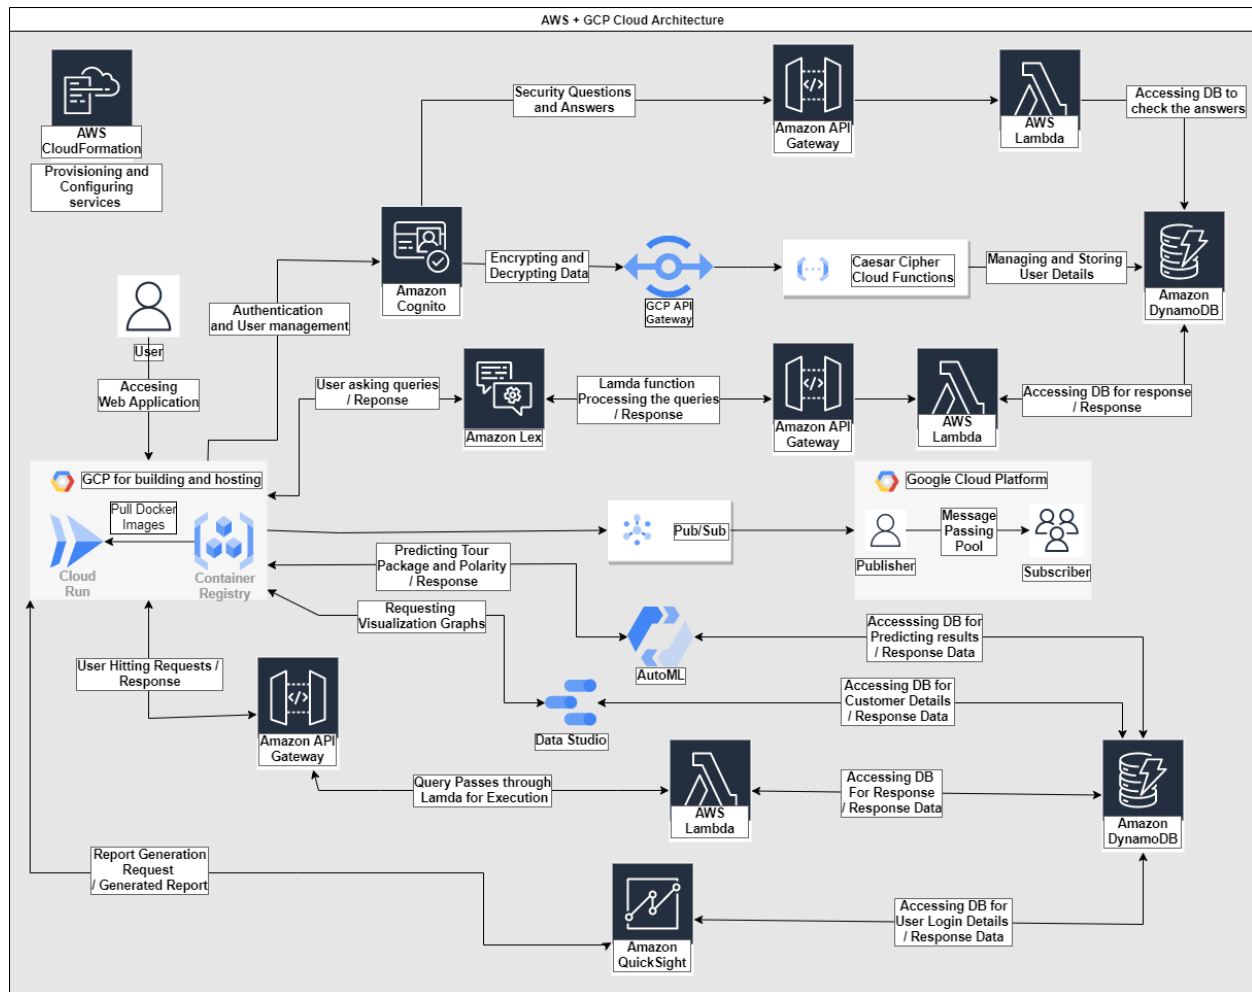 AWS + GCP Cloud Architecture
AWS
CloudFormation
Provisioning and
Configuring
services
Security Questions
and Answers
Amazon API
Gateway
AWS
Lambda
Accessing DB to
check the answers
Amazon
Cognito
Encrypting and
Decrypting Data
GCP API
Gateway
Caesar Cipher
Cloud Functions
Managing and Storing
User Details
Amazon
DynamoDB
User
Authentication
and User management
Accesing
Web Application
User asking queries
/ Reponse
Amazon Lex
Lamda function
Processing the queries
/ Response
Amazon API
Gateway
AWS
Lambda
Accessing DB for response
/ Response
GCP for building and hosting
Pull Docker
Images
Cloud
Run
Container
Registry
Pub/Sub
Google Cloud Platform
Publisher
Message
Passing
Pool
Subscriber
Predicting Tour
Package and Polarity
/ Response
Requesting
Visualization Graphs
AutoML
Accesssing DB for
Predicting results
/ Response Data
User Hitting Requests /
Response
Amazon API
Gateway
Data Studio
Accessing DB for
Customer Details
/ Response Data
Query Passes through
Lamda for Execution
AWS
Lambda
Accessing DB
For Response
/ Response Data
Amazon
DynamoDB
Report Generation
Request
/ Generated Report
Amazon
QuickSight
Accessing DB for
User Login Details
/ Response Data